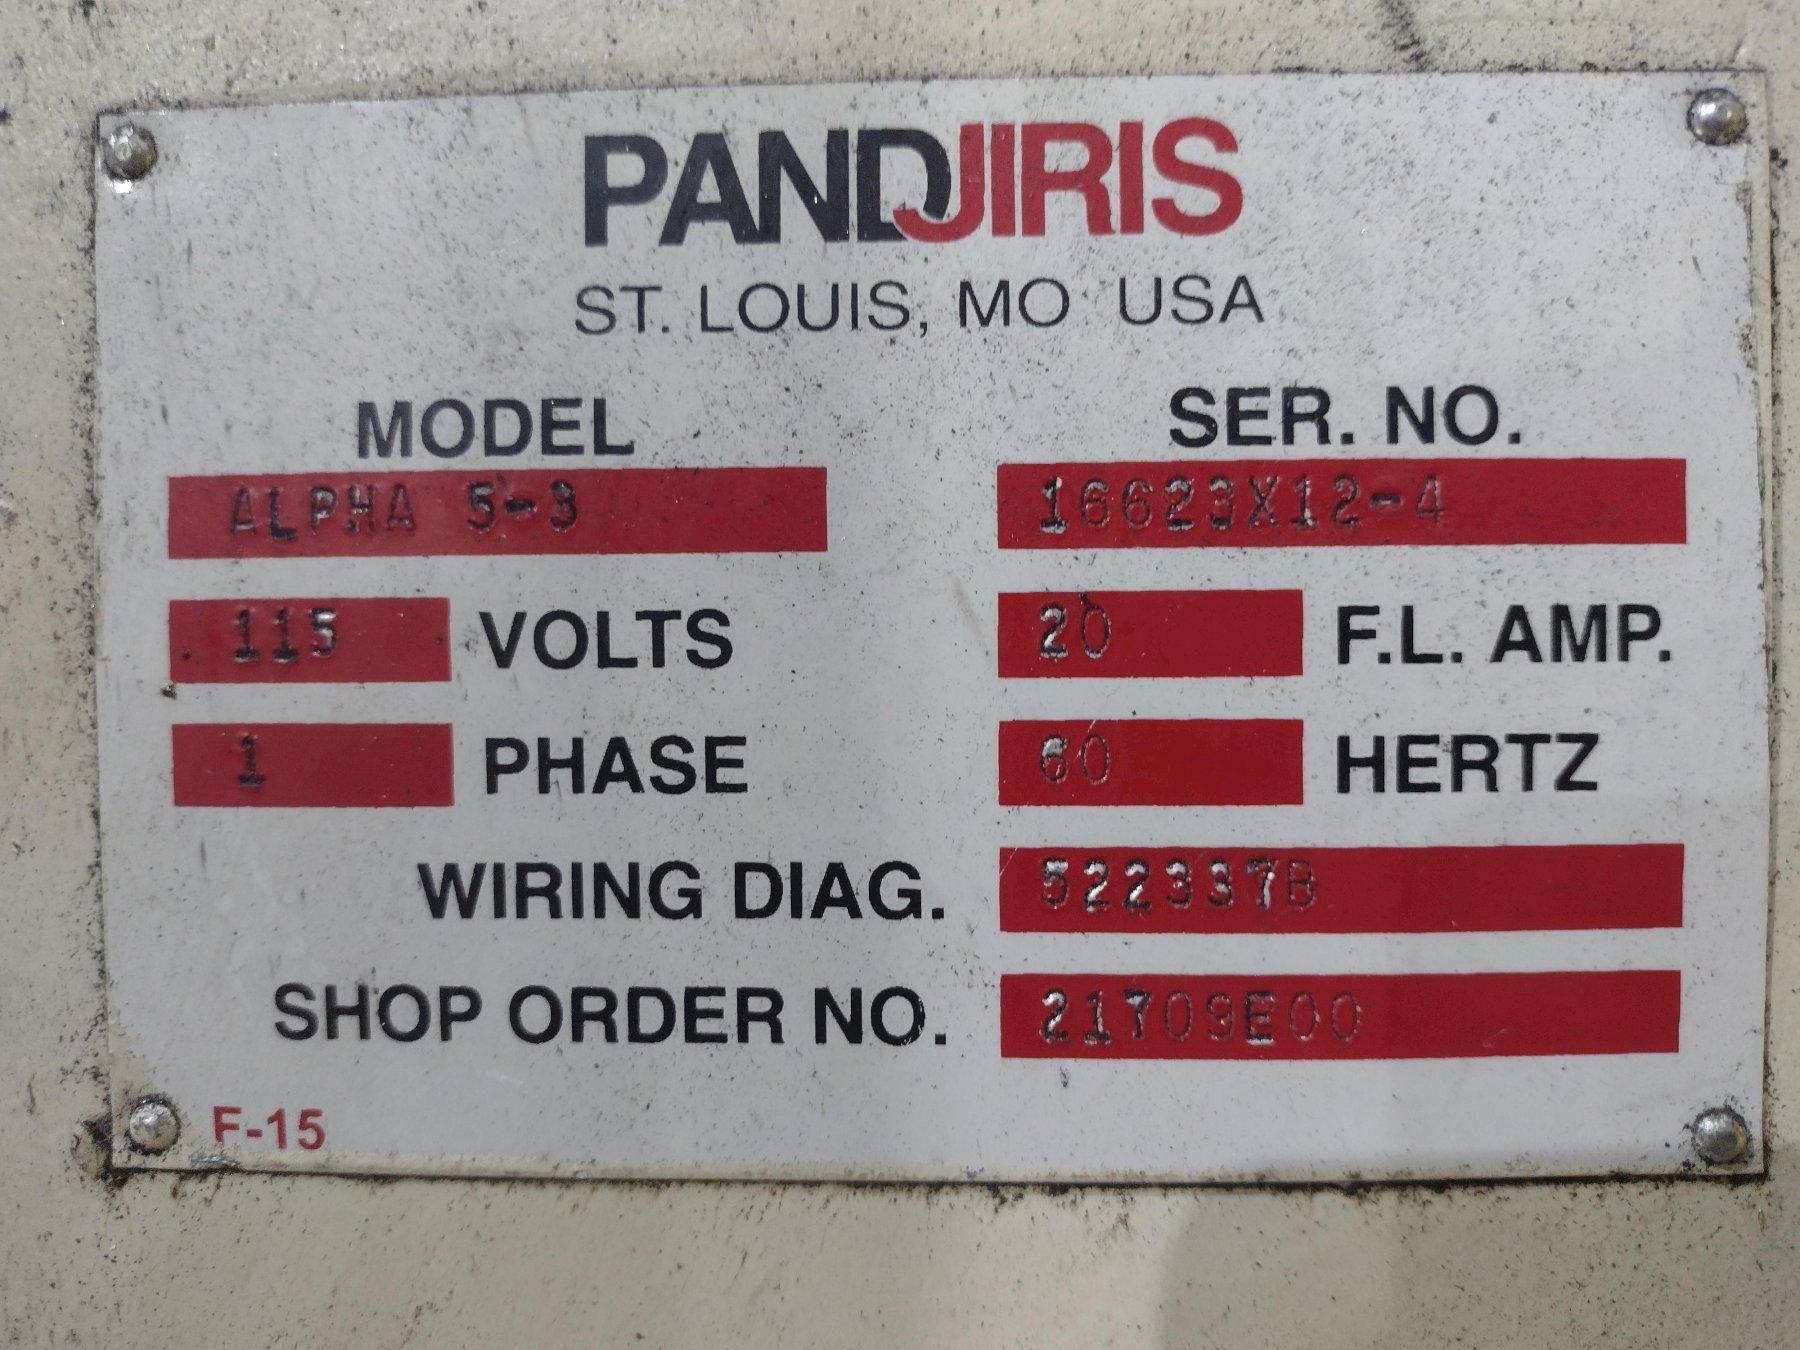 PANDJIRIS
ST. LOUIS, MO USA
MODEL SER. NO.
ALPHA 5-3 16623X12-4
115 VOLTS 20 F.L. AMP.
1 PHASE 60 HERTZ
WIRING DIAG. 522337B
SHOP ORDER NO. 21709E00
F-15